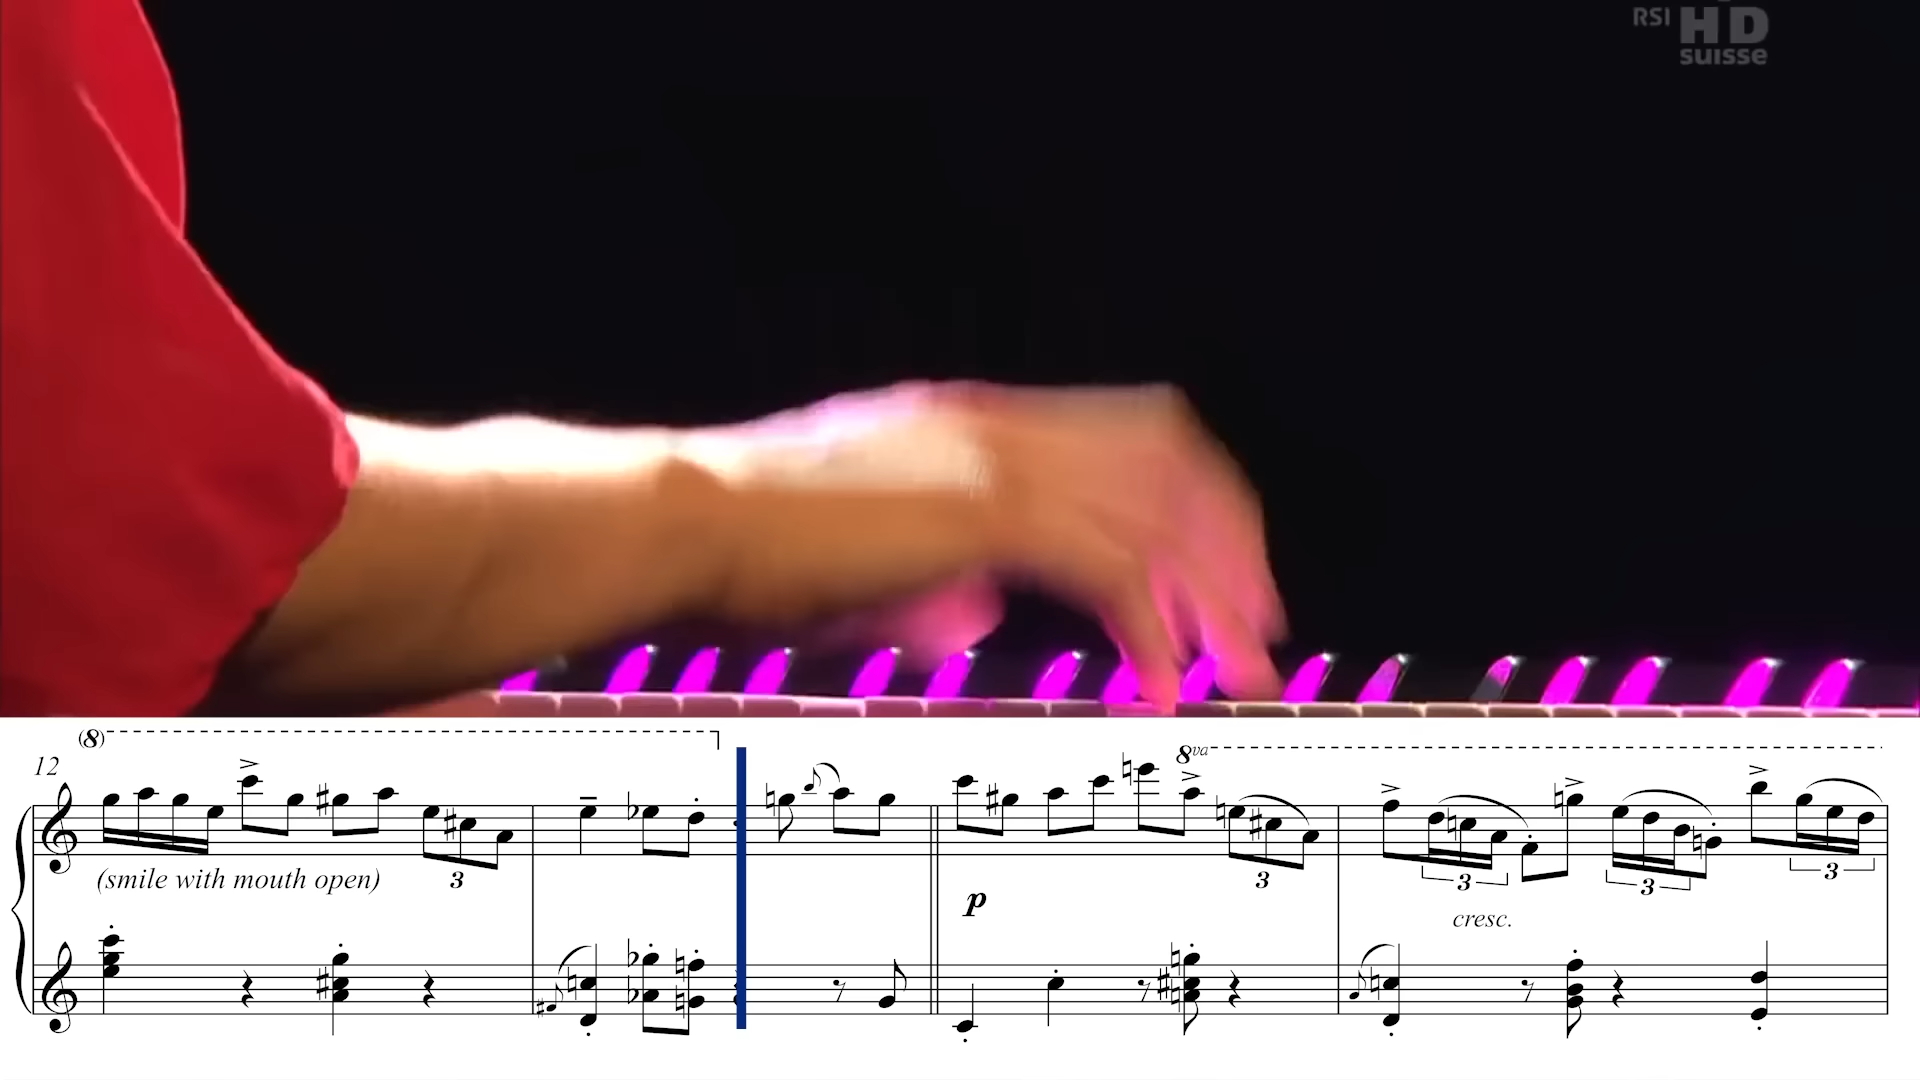 RSI HD
suisse
(8)
12
8va
(smile with mouth open)
3
p
3
cresc.
3
3
3